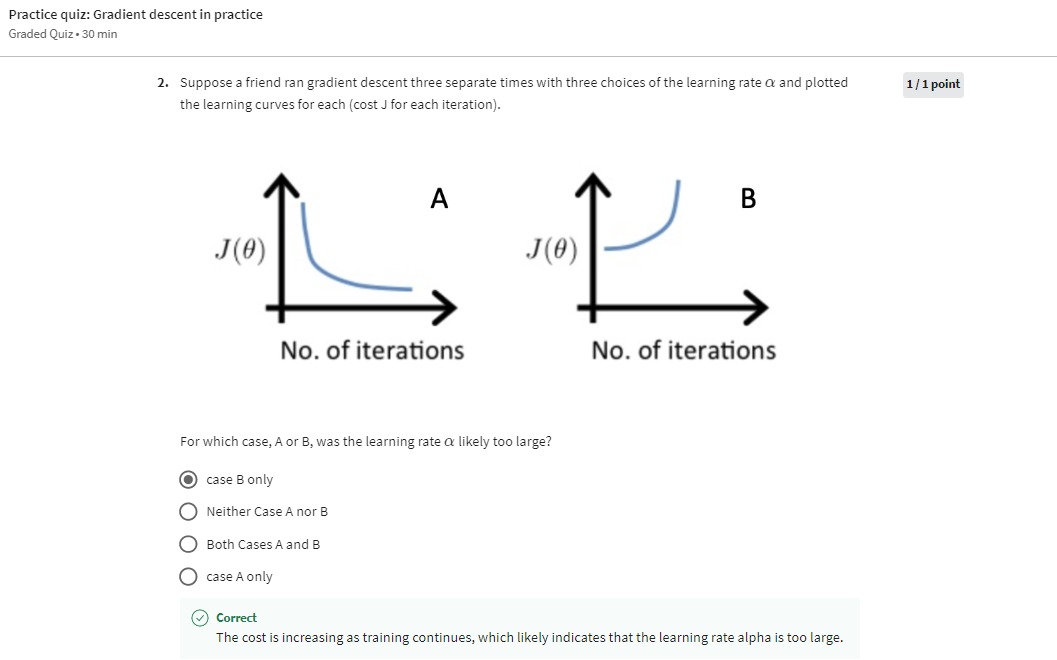 Practice quiz: Gradient descent in practice
Graded Quiz • 30 min
2. Suppose a friend ran gradient descent three separate times with three choices of the learning rate α and plotted
the learning curves for each (cost J for each iteration).
1 / 1 point
A
B
J(θ)
J(θ)
No. of iterations
No. of iterations
For which case, A or B, was the learning rate α likely too large?
case B only
Neither Case A nor B
Both Cases A and B
case A only
Correct
The cost is increasing as training continues, which likely indicates that the learning rate alpha is too large.